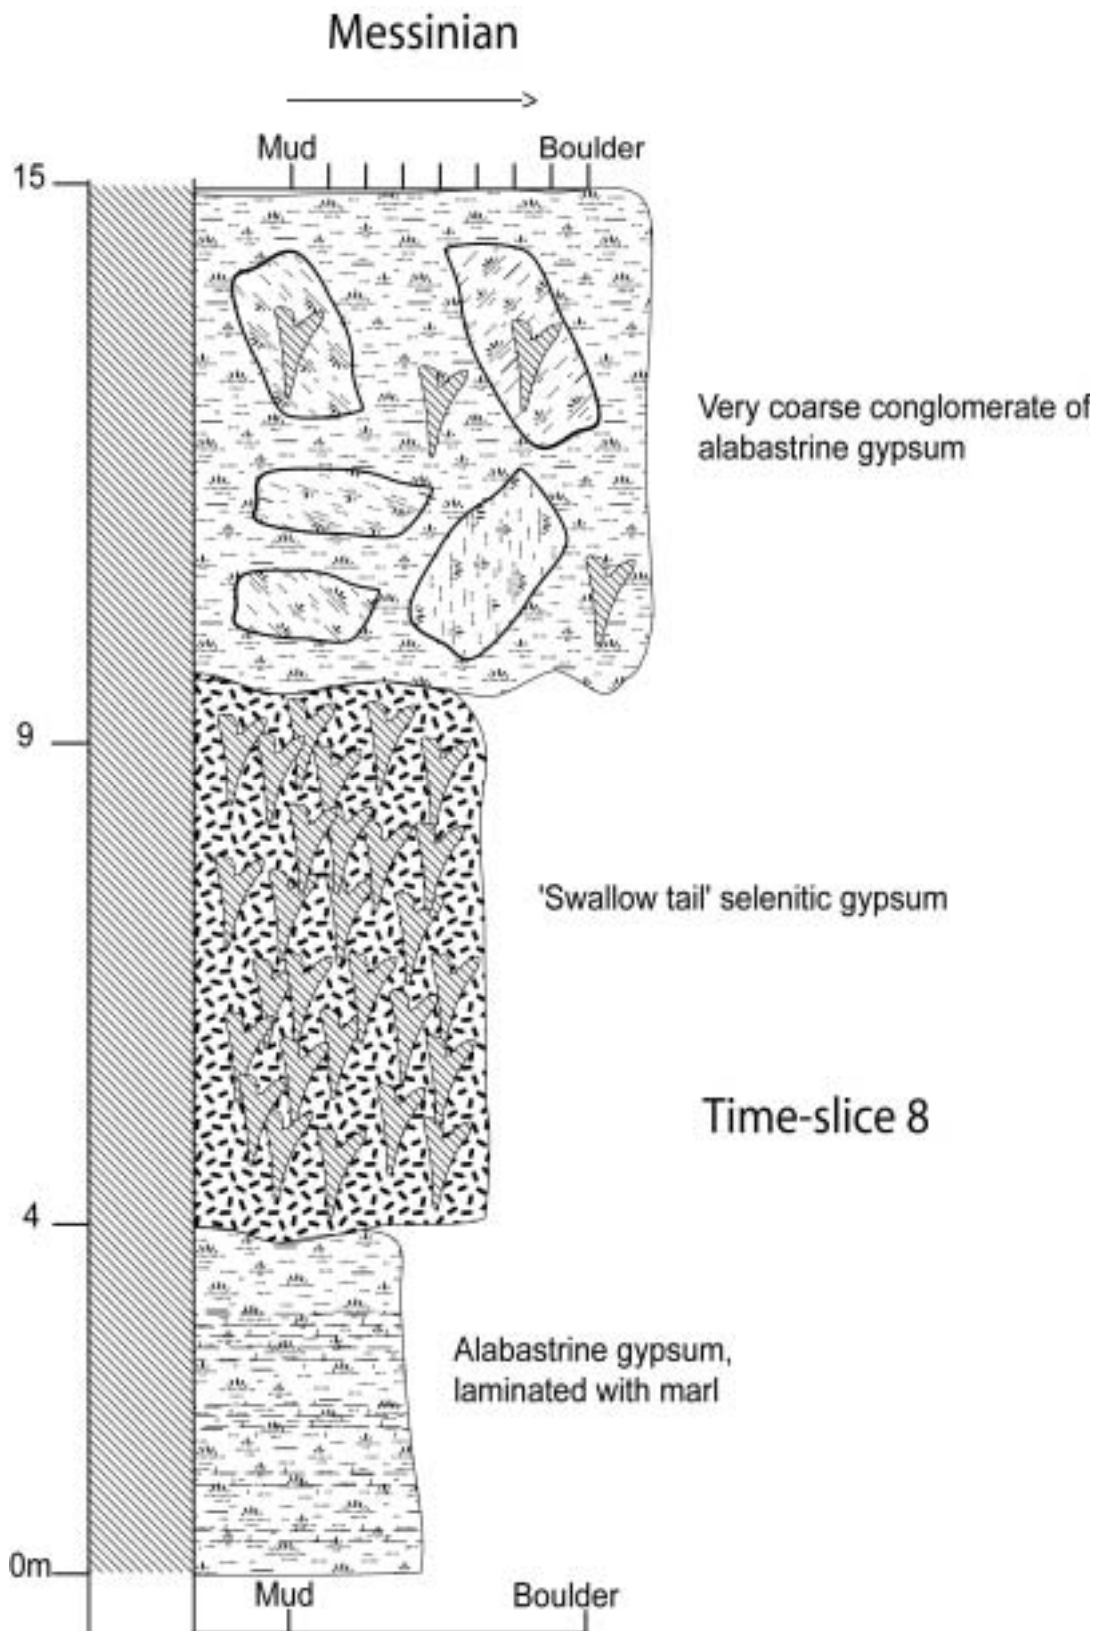 Messinian
Mud Boulder
15
Very coarse conglomerate of
alabastrine gypsum
9
'Swallow tail' selenitic gypsum
Time-slice 8
4
Alabastrine gypsum,
laminated with marl
0m
Mud Boulder